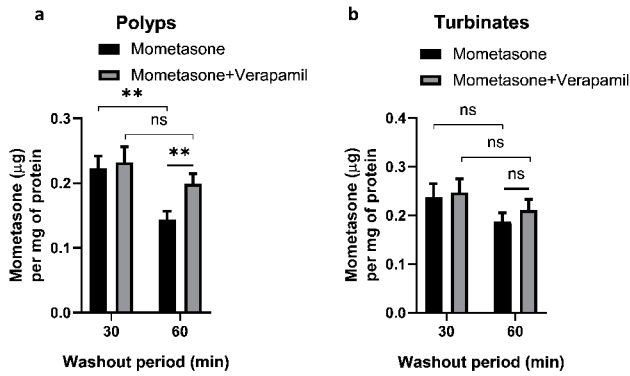 a
Polyps
Mometasone
Mometasone+Verapamil
**
ns
**
0.3
0.2
0.1
0.0
Mometasone (μg)
per mg of protein
30
60
Washout period (min)
b
Turbinates
Mometasone
Mometasone+Verapamil
ns
ns
ns
0.4
0.3
0.2
0.1
0.0
Mometasone (μg)
per mg of protein
30
60
Washout period (min)